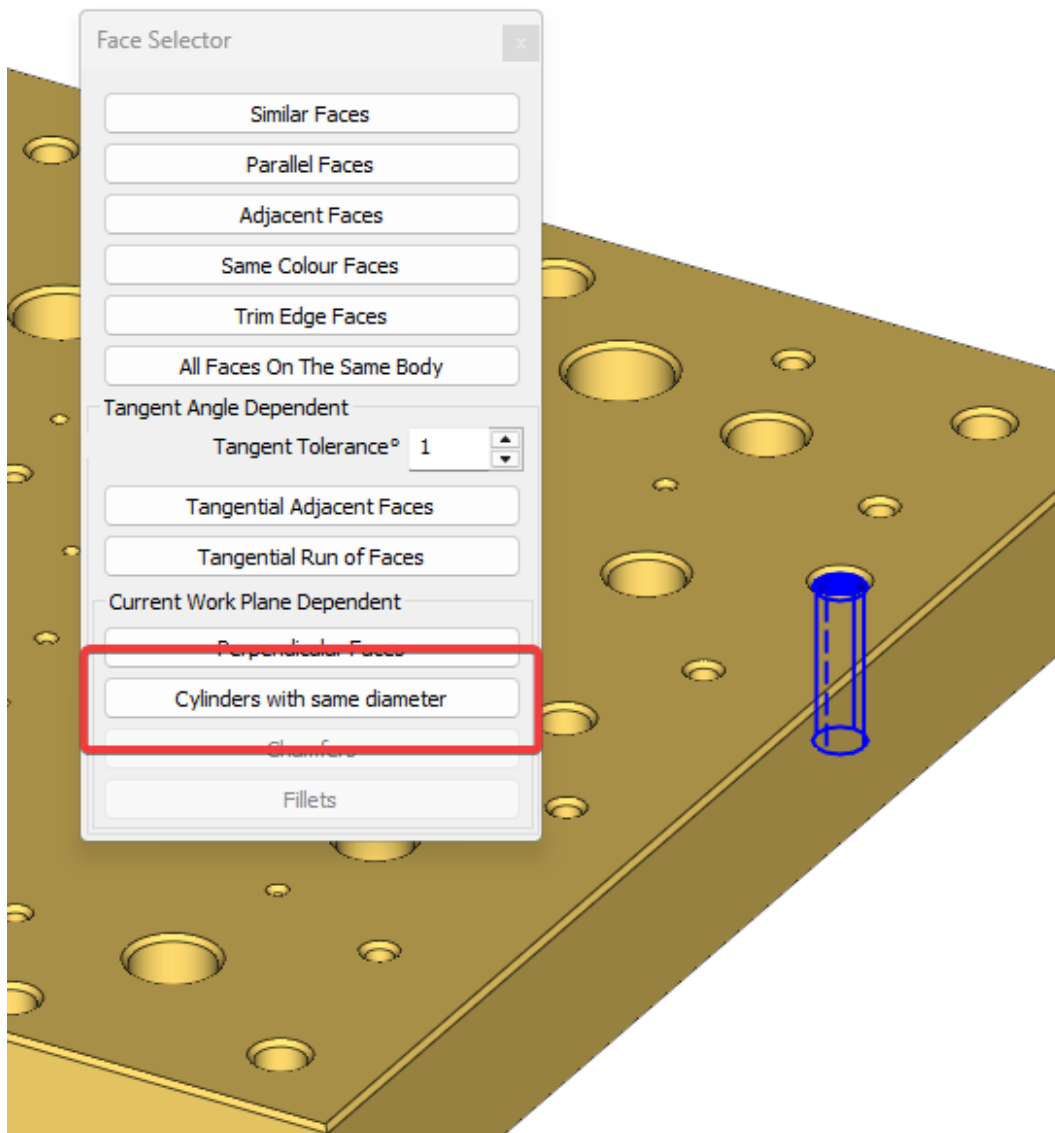 Face Selector
x
Similar Faces
Parallel Faces
Adjacent Faces
Same Colour Faces
Trim Edge Faces
All Faces On The Same Body
Tangent Angle Dependent
Tangent Tolerance° 1
Tangential Adjacent Faces
Tangential Run of Faces
Current Work Plane Dependent
Perpendicular Faces
Cylinders with same diameter
Chamfers
Fillets